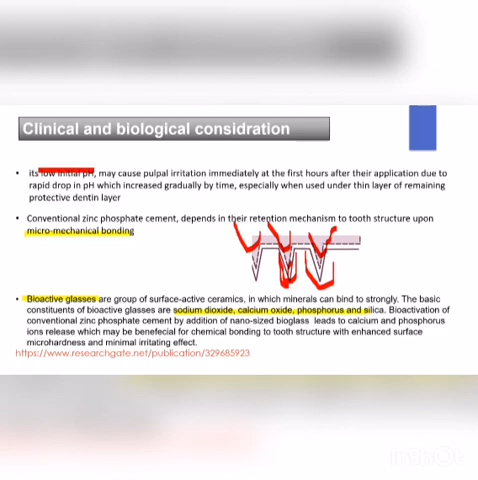 Clinical and biological considration
• its low initial pH, may cause pulpal irritation immediately at the first hours after their application due to
rapid drop in pH which increased gradually by time, especially when used under thin layer of remaining
protective dentin layer
• Conventional zinc phosphate cement, depends in their retention mechanism to tooth structure upon
micro-mechanical bonding
• Bioactive glasses are group of surface-active ceramics, in which minerals can bind to strongly. The basic
constituents of bioactive glasses are sodium dioxide, calcium oxide, phosphorus and silica. Bioactivation of
conventional zinc phosphate cement by addition of nano-sized bioglass leads to calcium and phosphorus
ions release which may be benefecial for chemical bonding to tooth structure with enhanced surface
microhardness and minimal irritating effect.
https://www.researchgate.net/publication/329685923